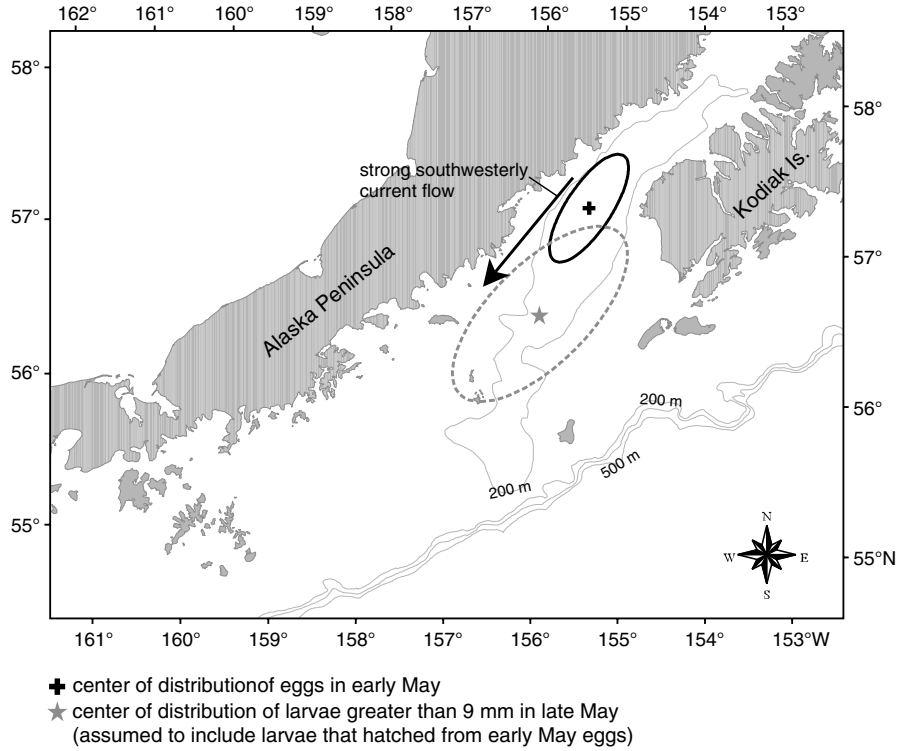 162° 161° 160° 159° 158° 157° 156° 155° 154° 153°
58°
58°
strong southwesterly
current flow
Kodiak Is.
57°
57°
Alaska Peninsula
56°
56°
200 m
500 m
200 m
55°
55°N
N
W E
S
161° 160° 159° 158° 157° 156° 155° 154° 153°W
center of distributionof eggs in early May
center of distribution of larvae greater than 9 mm in late May
(assumed to include larvae that hatched from early May eggs)